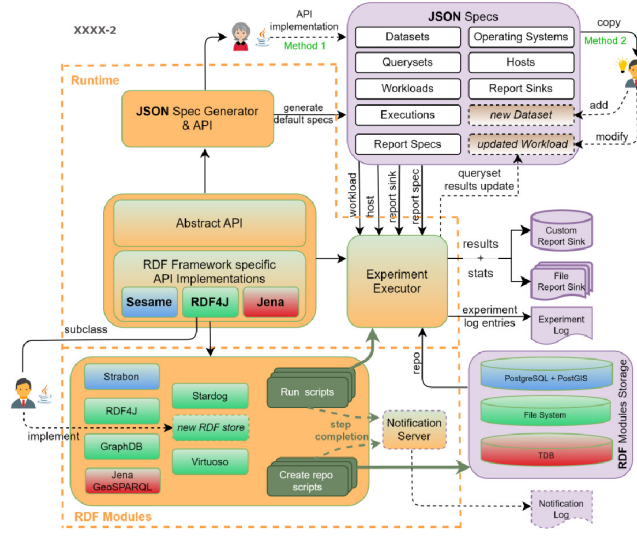 XXXX-2
API
implementation
Method 1
JSON Specs
Datasets
Operating Systems
Querysets
Hosts
Workloads
Report Sinks
Executions
new Dataset
Report Specs
updated Workload
copy
Method 2
add
modify
Runtime
JSON Spec Generator
& API
generate
default specs
workload
host
report sink
report spec
queryset
results update
Abstract API
RDF Framework specific
API Implementations
Sesame
RDF4J
Jena
Experiment
Executor
results
+
stats
Custom
Report Sink
File
Report Sink
experiment
log entries
Experiment
Log
subclass
implement
repo
Strabon
RDF4J
GraphDB
Jena
GeoSPARQL
Stardog
new RDF store
Virtuoso
Run scripts
step
completion
Create repo
scripts
Notification
Server
PostgreSQL + PostGIS
File System
TDB
RDF Modules Storage
Notification
Log
RDF Modules